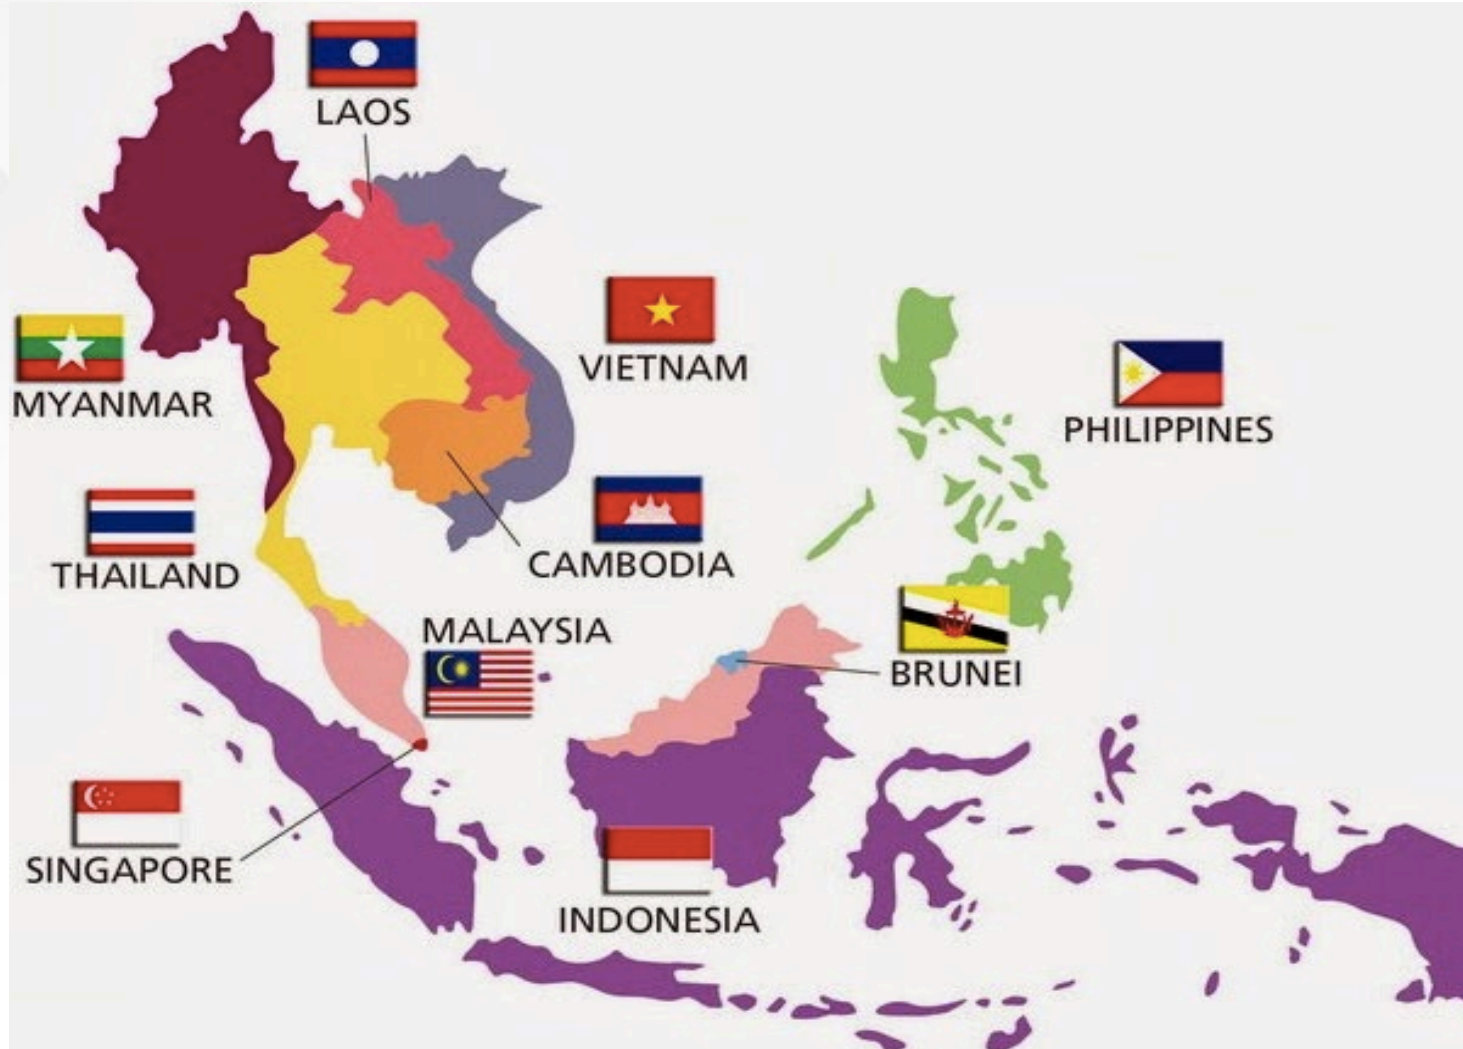 LAOS
VIETNAM
MYANMAR
PHILIPPINES
THAILAND
CAMBODIA
MALAYSIA
BRUNEI
SINGAPORE
INDONESIA